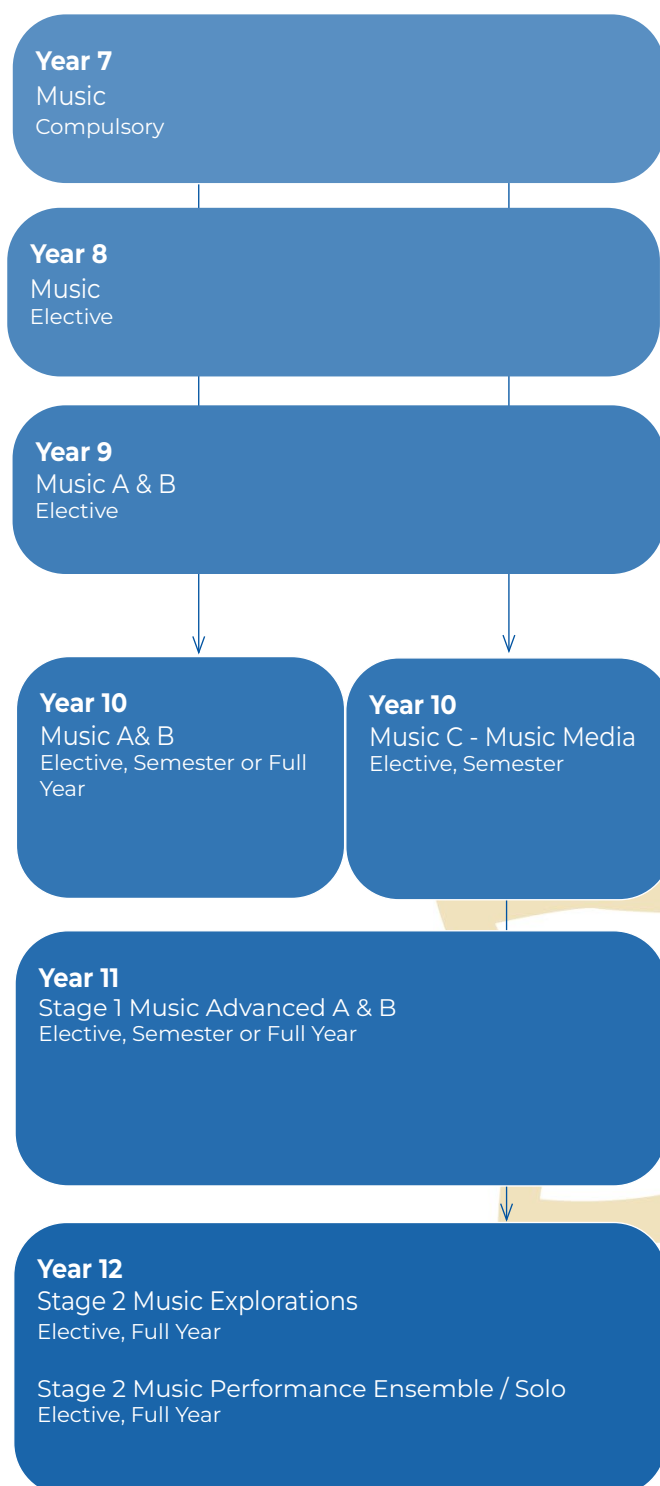 Year 7
Music
Compulsory
Year 8
Music
Elective
Year 9
Music A & B
Elective
Year 10
Music A& B
Elective, Semester or Full
Year
Year 10
Music C - Music Media
Elective, Semester
Year 11
Stage 1 Music Advanced A & B
Elective, Semester or Full Year
Year 12
Stage 2 Music Explorations
Elective, Full Year
Stage 2 Music Performance Ensemble / Solo
Elective, Full Year